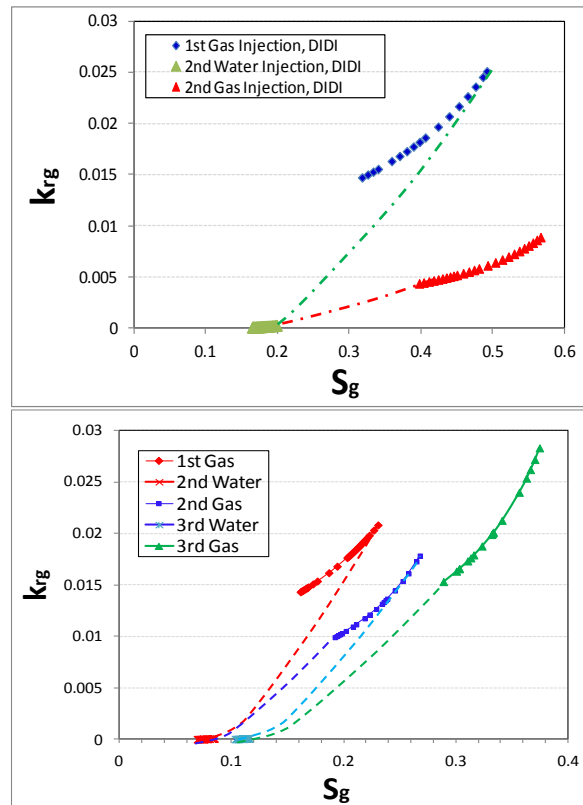 0.03
0.025
0.02
0.015
0.01
0.005
0
krg
1st Gas Injection, DIDI
2nd Water Injection, DIDI
2nd Gas Injection, DIDI
0 0.1 0.2 0.3 0.4 0.5 0.6
Sg
0.03
0.025
0.02
0.015
0.01
0.005
0
krg
1st Gas
2nd Water
2nd Gas
3rd Water
3rd Gas
0 0.1 0.2 0.3 0.4
Sg